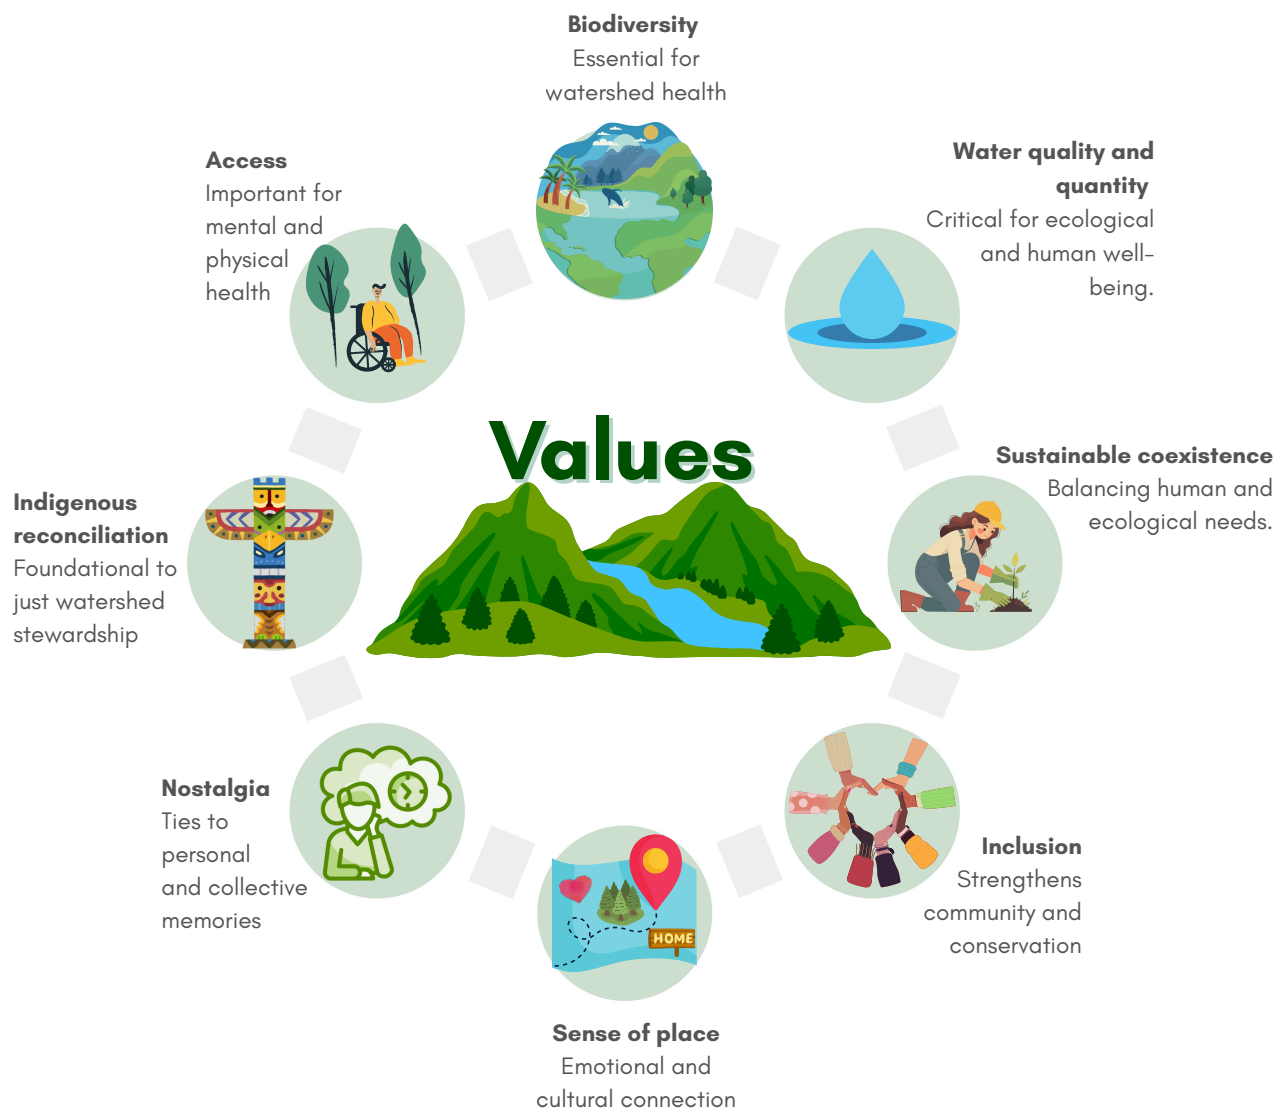 Biodiversity
Essential for
watershed health
Water quality and
quantity
Critical for ecological
and human well-
being.
Sustainable coexistence
Balancing human and
ecological needs.
Inclusion
Strengthens
community and
conservation
HOME
Sense of place
Emotional and
cultural connection
Nostalgia
Ties to
personal
and collective
memories
Indigenous
reconciliation
Foundational to
just watershed
stewardship
Access
Important for
mental and
physical
health
Values